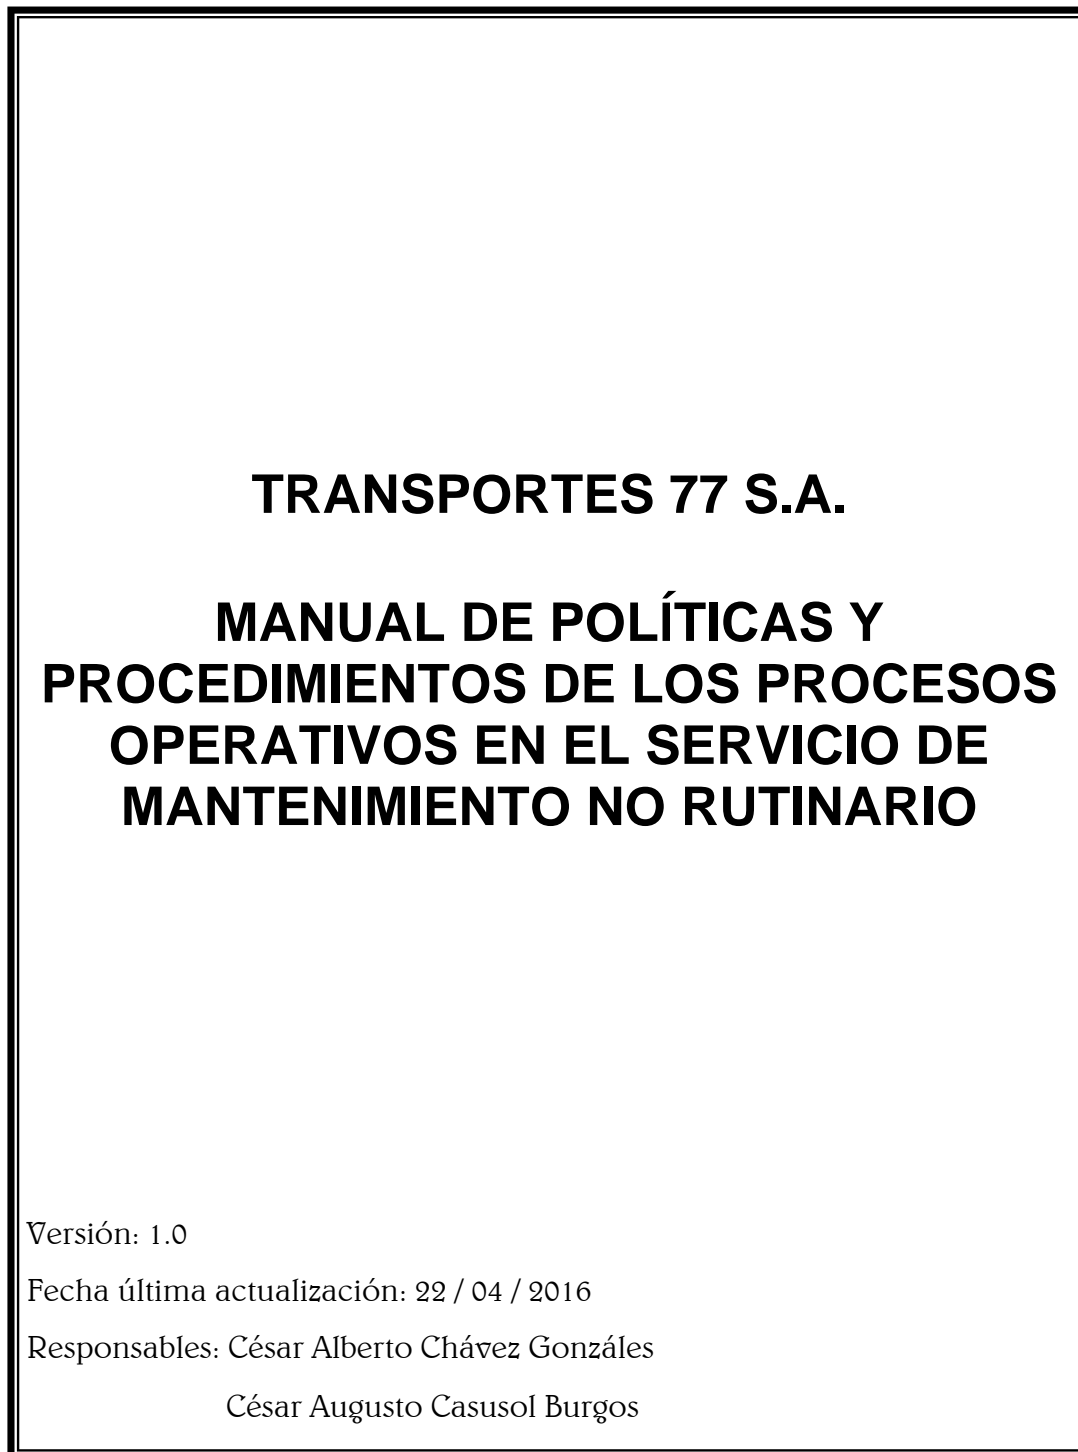 TRANSPORTES 77 S.A.
MANUAL DE POLÍTICAS Y
PROCEDIMIENTOS DE LOS PROCESOS
OPERATIVOS EN EL SERVICIO DE
MANTENIMIENTO NO RUTINARIO
Versión: 1.0
Fecha última actualización: 22 / 04 / 2016
Responsables: César Alberto Chávez Gonzáles
César Augusto Casusol Burgos